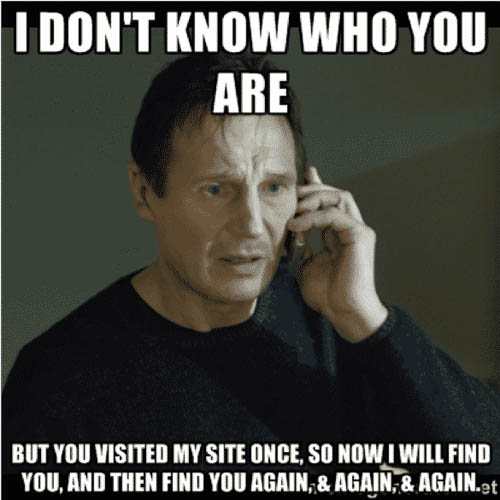 I DON'T KNOW WHO YOU
ARE
BUT YOU VISITED MY SITE ONCE, SO NOW I WILL FIND
YOU, AND THEN FIND YOU AGAIN, & AGAIN, & AGAIN.